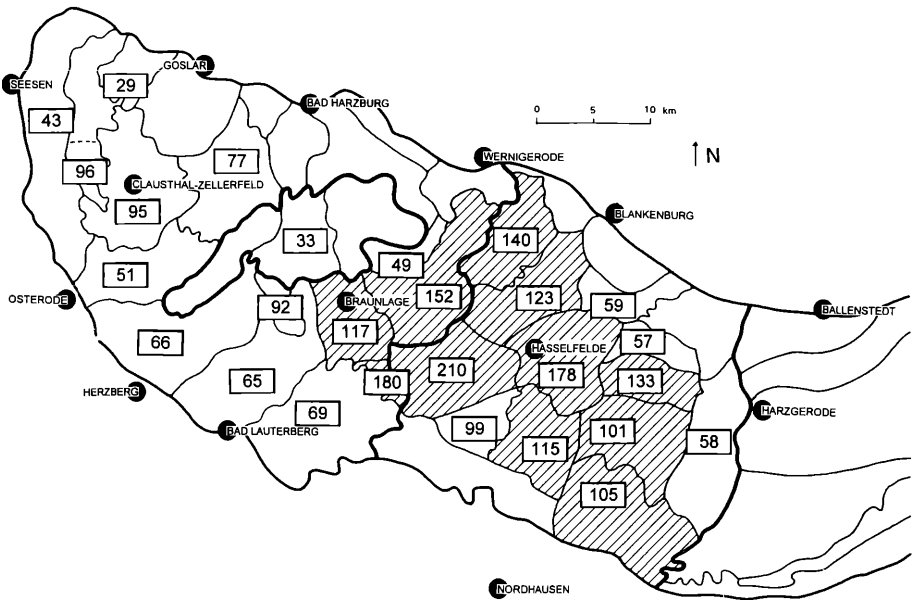 GOSLAR
SEESEN
29
BAD HARZBURG
0 5 10 km
43
N
77
WERNIGERODE
96
CLAUSTHAL-ZELLERFELD
95
BLANKENBURG
33
140
51
49
OSTERODE
92
BRAUNLAGE
152
123
59
BALLENSTEDT
66
117
57
HASSELFELDE
HERZBERG
65
180
210
178
133
69
HARZGERODE
BAD LAUTERBERG
99
101
58
115
105
NORDHAUSEN